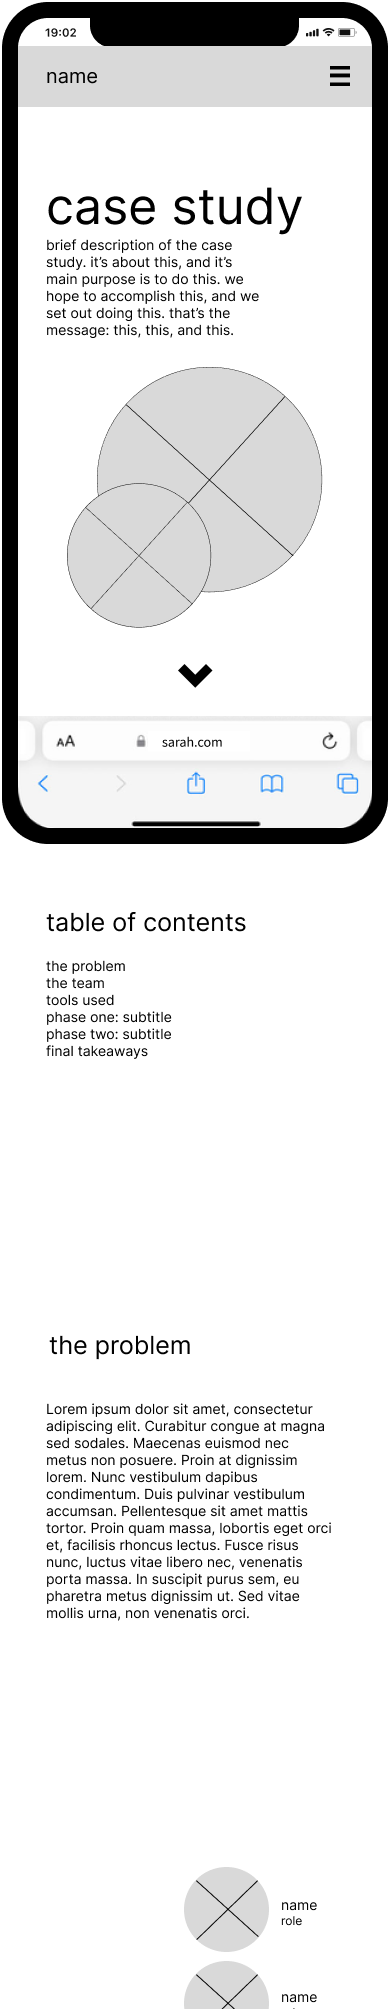 19:02
name
case study
brief description of the case
study. it’s about this, and it’s
main purpose is to do this. we
hope to accomplish this, and we
set out doing this. that’s the
message: this, this, and this.
AA
sarah.com
table of contents
the problem
the team
tools used
phase one: subtitle
phase two: subtitle
final takeaways
the problem
Lorem ipsum dolor sit amet, consectetur
adipiscing elit. Curabitur congue at magna
sed sodales. Maecenas euismod nec
metus non posuere. Proin at dignissim
lorem. Nunc vestibulum dapibus
condimentum. Duis pulvinar vestibulum
accumsan. Pellentesque sit amet mattis
tortor. Proin quam massa, lobortis eget orci
et, facilisis rhoncus lectus. Fusce risus
nunc, luctus vitae libero nec, venenatis
porta massa. In suscipit purus sem, eu
pharetra metus dignissim ut. Sed vitae
mollis urna, non venenatis orci.
name
role
name